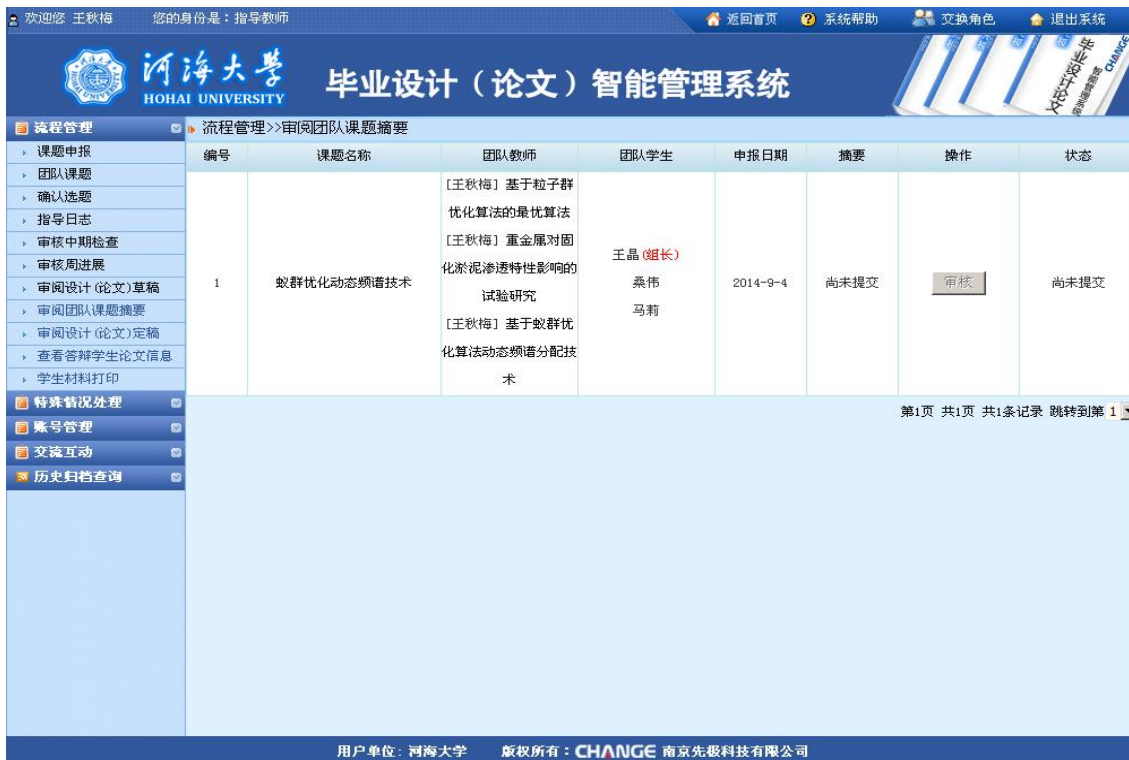 欢迎您 王秋梅 您的身份是：指导教师 返回首页 系统帮助 交换角色 退出系统
河海大学
HOHAI UNIVERSITY
毕业设计（论文）智能管理系统
毕业设计论文
智能管理系统
CHANGE
流程管理
课题申报
团队课题
确认选题
指导日志
审核中期检查
审核周进展
审阅设计(论文)草稿
审阅团队课题摘要
审阅设计(论文)定稿
查看答辩学生论文信息
学生材料打印
特殊情况处理
账号管理
交流互动
历史归档查询
流程管理>>审阅团队课题摘要
编号 课题名称 团队教师 团队学生 申报日期 摘要 操作 状态
1
蚁群优化动态频谱技术
[王秋梅] 基于粒子群
优化算法的最优算法
[王秋梅] 重金属对固
化淤泥渗透特性影响的
试验研究
[王秋梅] 基于蚁群优
化算法动态频谱分配技
术
王晶(组长)
桑伟
马莉
2014-9-4
尚未提交
审核
尚未提交
第1页 共1页 共1条记录 跳转到第 1
用户单位：河海大学 版权所有：CHANGE 南京先极科技有限公司